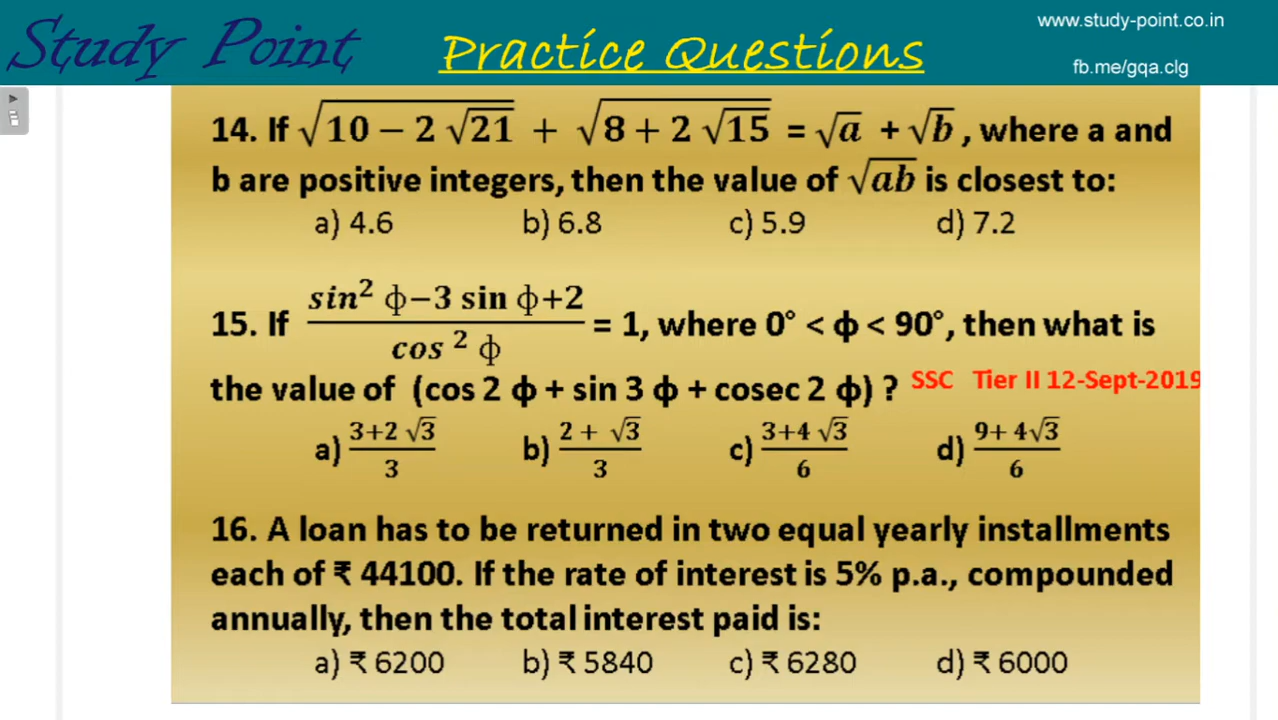 Study Point
Practice Questions
www.study-point.co.in
fb.me/gqa.clg
14. If √(10 − 2 √21) + √(8 + 2 √15) = √a + √b , where a and
b are positive integers, then the value of √ab is closest to:
a) 4.6 b) 6.8 c) 5.9 d) 7.2
15. If (sin² ϕ−3 sin ϕ+2)/(cos ² ϕ) = 1, where 0° < ϕ < 90°, then what is
the value of (cos 2 ϕ + sin 3 ϕ + cosec 2 ϕ) ? SSC Tier II 12-Sept-2019
a) (3+2 √3)/3 b) (2 + √3)/3 c) (3+4 √3)/6 d) (9+ 4√3)/6
16. A loan has to be returned in two equal yearly installments
each of ₹ 44100. If the rate of interest is 5% p.a., compounded
annually, then the total interest paid is:
a) ₹ 6200 b) ₹ 5840 c) ₹ 6280 d) ₹ 6000